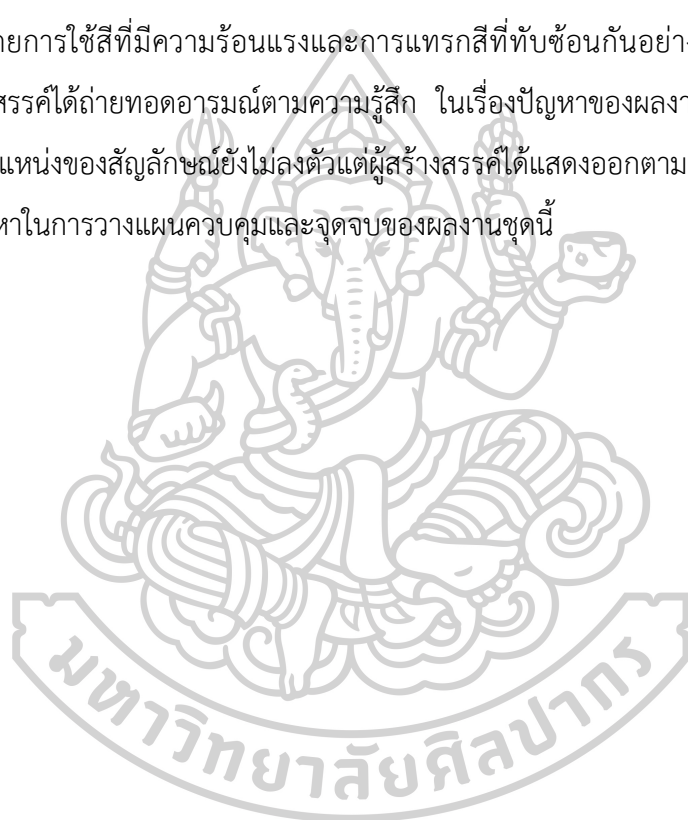 ายการใช้สีที่มีความร้อนแรงและการแทรกสีที่ทับซ้อนกันอย่าง
สรรค์ได้ถ่ายทอดอารมณ์ตามความรู้สึก ในเรื่องปัญหาของผลงา
แหน่งของสัญลักษณ์ยังไม่ลงตัวแต่ผู้สร้างสรรค์ได้แสดงออกตาม
หาในการวางแผนควบคุมและจุดจบของผลงานชุดนี้
มหาวิทยาลัยศิลปากร